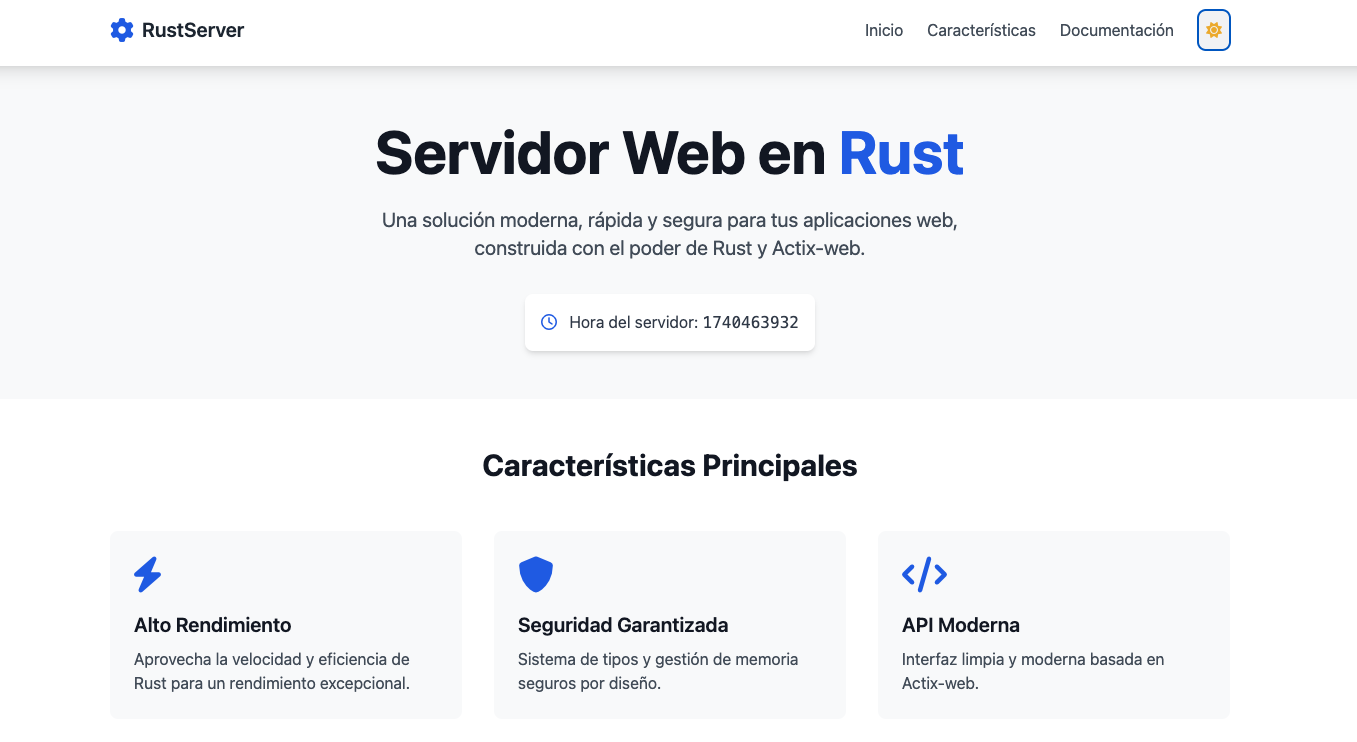 RustServer
Inicio
Características
Documentación
Servidor Web en Rust
Una solución moderna, rápida y segura para tus aplicaciones web,
construida con el poder de Rust y Actix-web.
Hora del servidor: 1740463932
Características Principales
Alto Rendimiento
Aprovecha la velocidad y eficiencia de
Rust para un rendimiento excepcional.
Seguridad Garantizada
Sistema de tipos y gestión de memoria
seguros por diseño.
API Moderna
Interfaz limpia y moderna basada en
Actix-web.